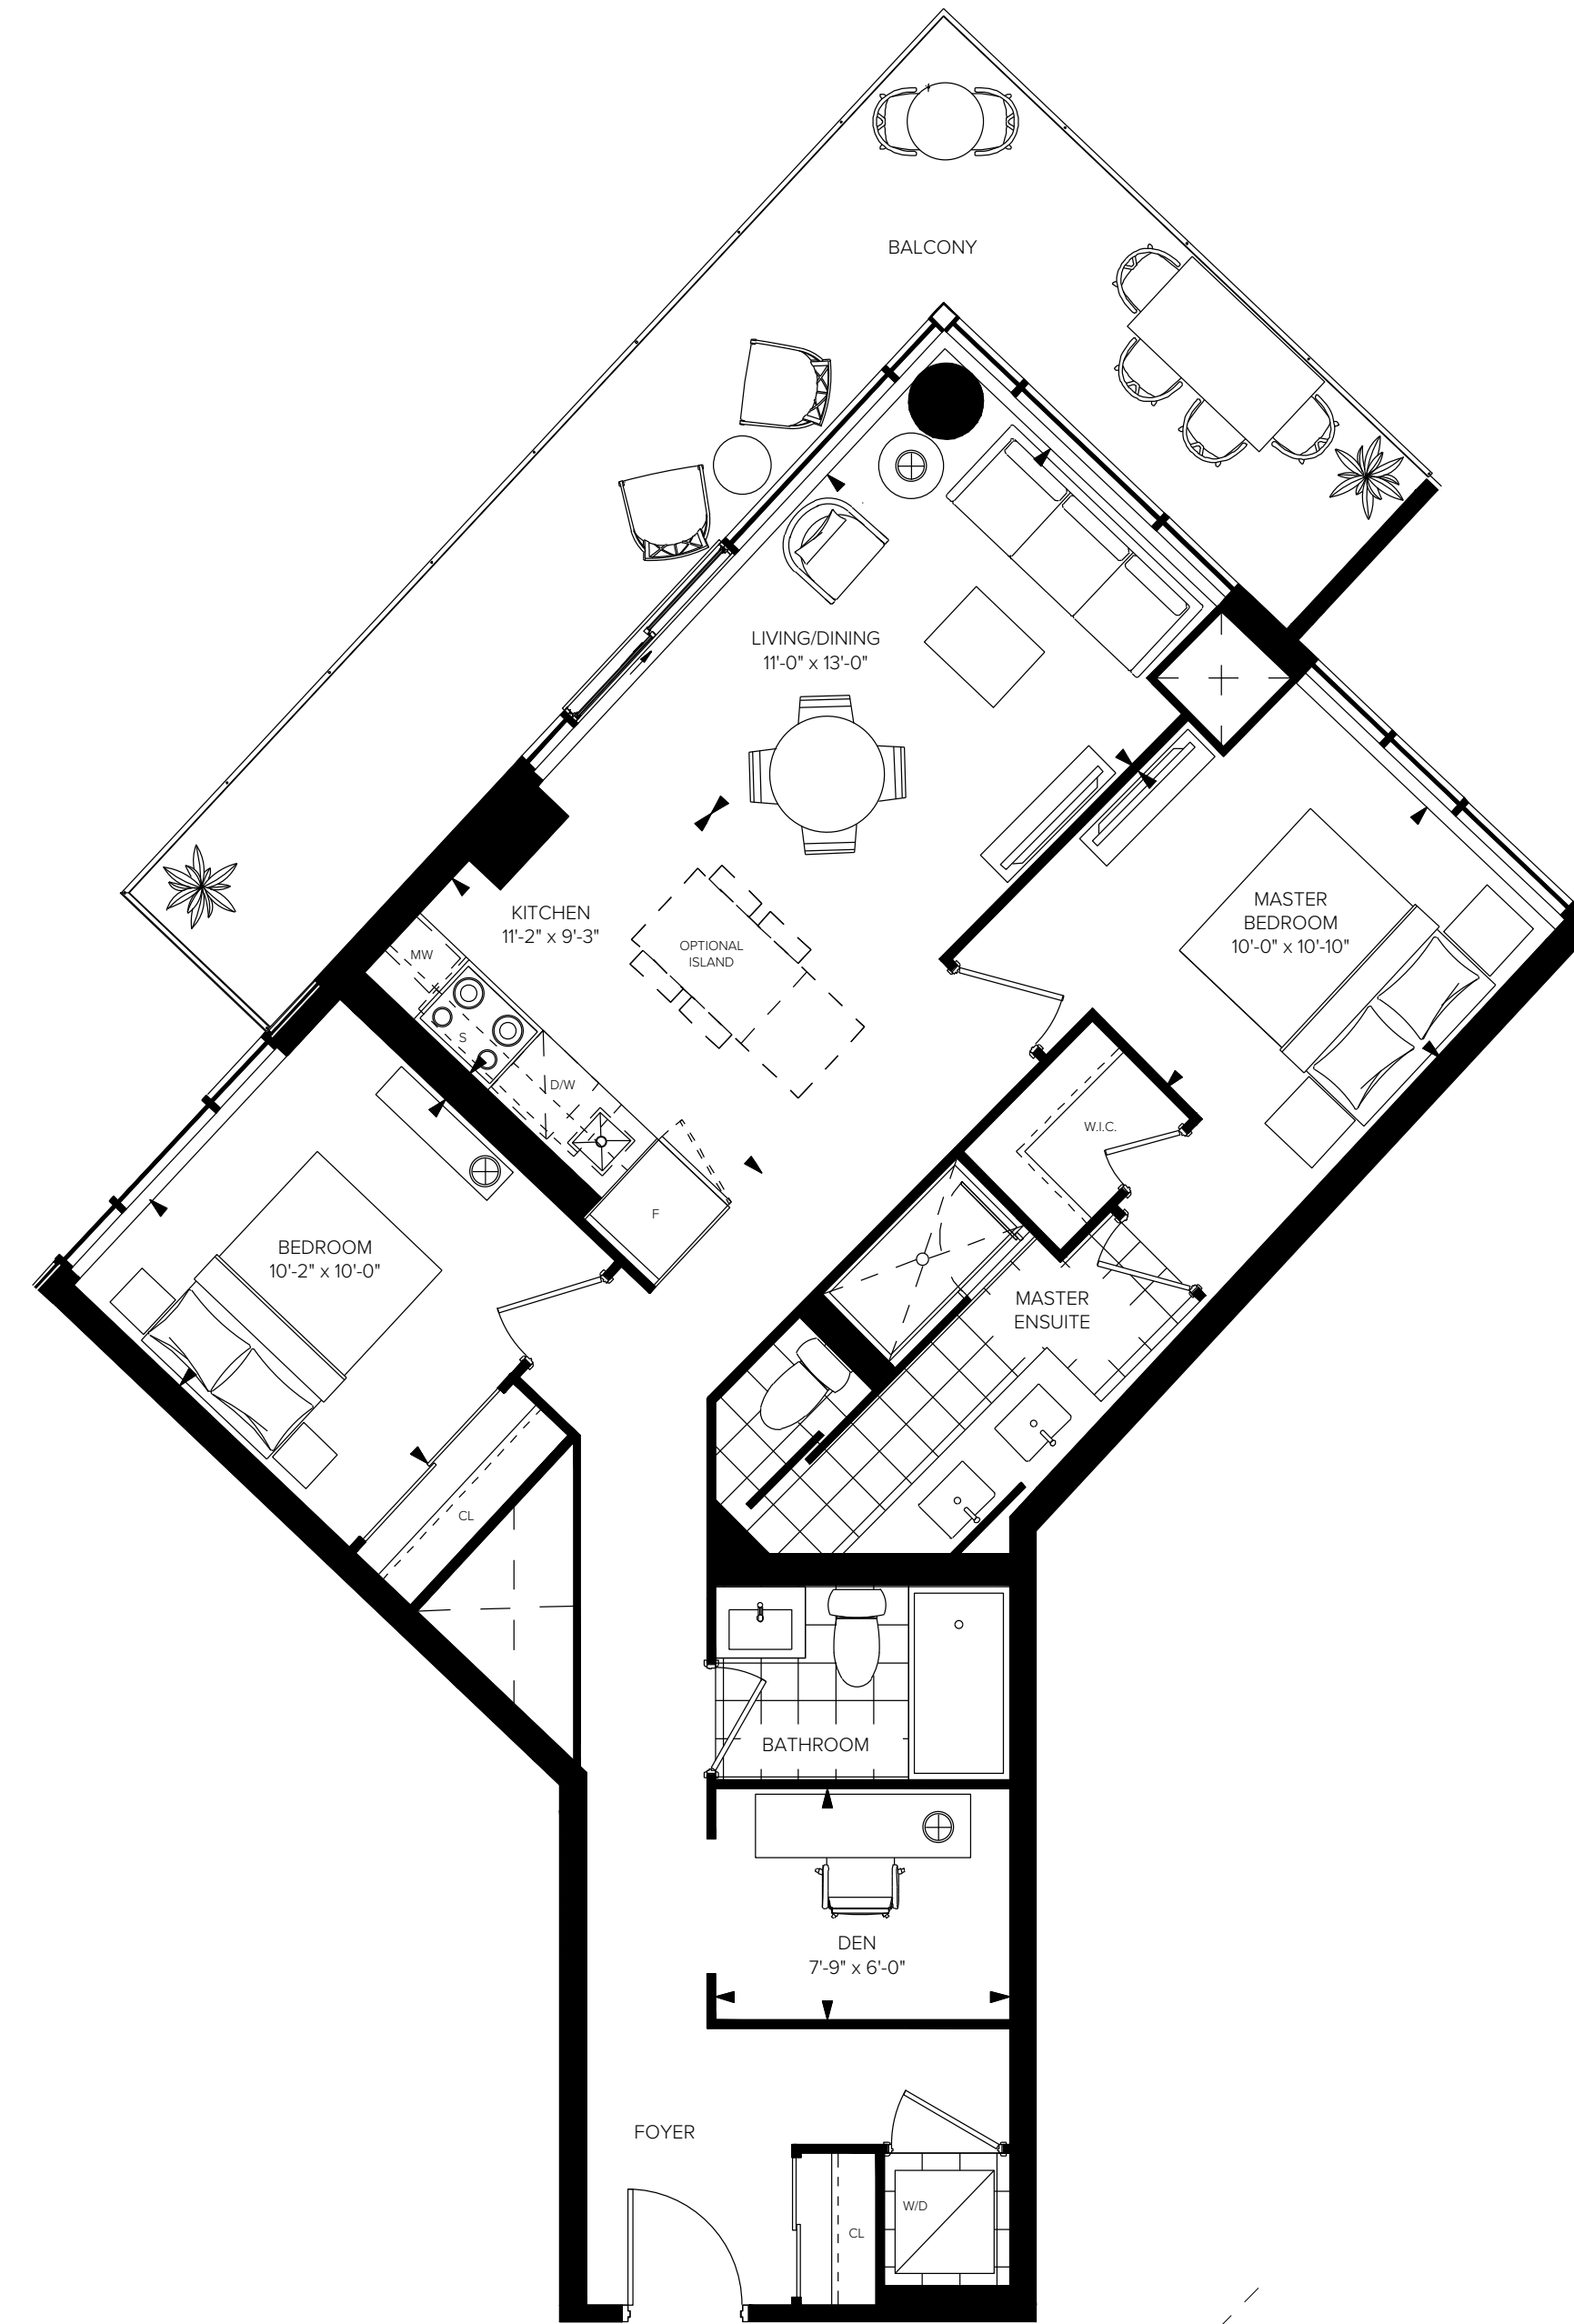 BALCONY
LIVING/DINING
11'-0" x 13'-0"
KITCHEN
11'-2" x 9'-3"
MASTER
BEDROOM
10'-0" x 10'-10"
OPTIONAL
ISLAND
MW
S
D/W
W.I.C.
F
BEDROOM
10'-2" x 10'-0"
MASTER
ENSUITE
CL
BATHROOM
DEN
7'-9" x 6'-0"
FOYER
W/D
CL